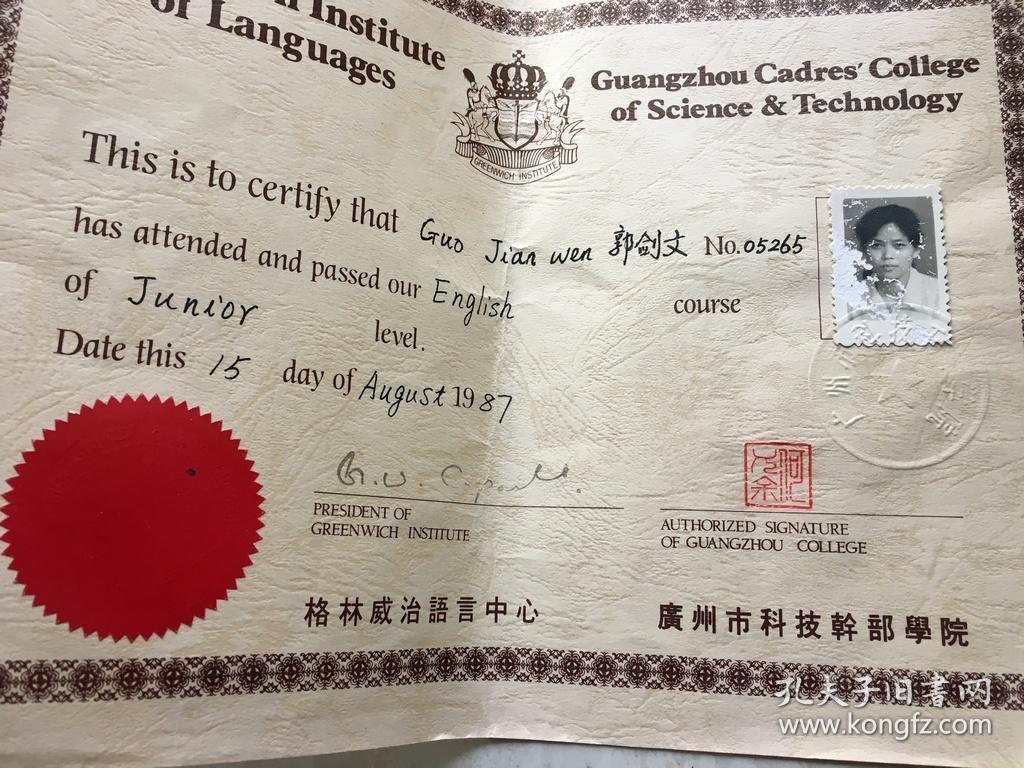 Institute
of Languages
Guangzhou Cadres' College
of Science & Technology
GREENWICH INSTITUTE
This is to certify that Guo Jian wen 郭剑文 No.05265
has attended and passed our English course
of Junior level.
Date this 15 day of August 1987
PRESIDENT OF
GREENWICH INSTITUTE
AUTHORIZED SIGNATURE
OF GUANGZHOU COLLEGE
格林威治語言中心
廣州市科技幹部學院
孔夫子旧書网
www.kongfz.com